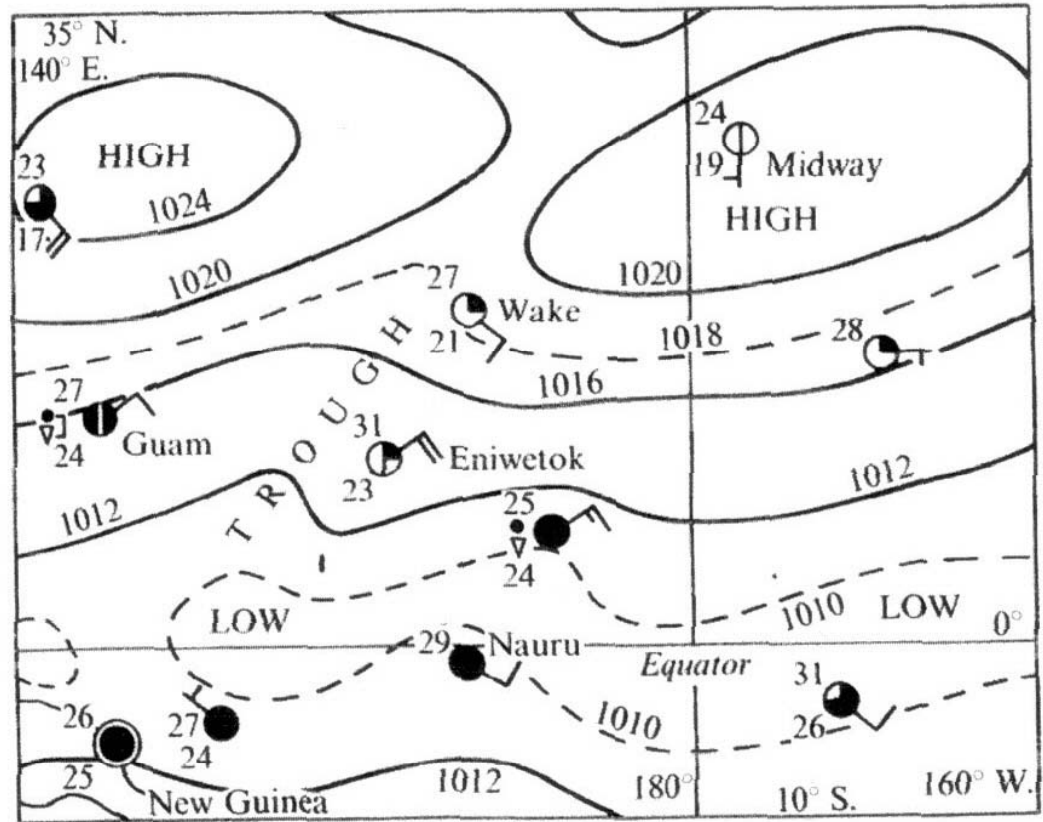 35° N.
140° E.
24
HIGH
19 Midway
23
HIGH
17
1024
1020
27
Wake
1020
21
1018
28
1016
27
TROUGH
Guam
24
31
Eniwetok
23
1012
25
1012
24
LOW
1010
LOW
0°
29 Nauru
Equator
31
26
27
1010
26
24
25
1012
180°
10° S.
160° W.
New Guinea